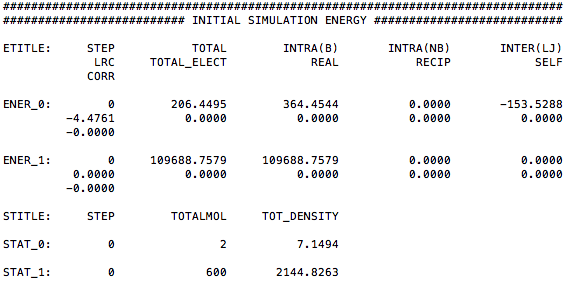 ################################################################################
########################## INITIAL SIMULATION ENERGY ###########################
ETITLE: STEP TOTAL INTRA(B) INTRA(NB) INTER(LJ)
LRC TOTAL_ELECT REAL RECIP SELF
CORR
ENER_0: 0 206.4495 364.4544 0.0000 -153.5288
-4.4761 0.0000 0.0000 0.0000 0.0000
-0.0000
ENER_1: 0 109688.7579 109688.7579 0.0000 0.0000
0.0000 0.0000 0.0000 0.0000 0.0000
-0.0000
STITLE: STEP TOTALMOL TOT_DENSITY
STAT_0: 0 2 7.1494
STAT_1: 0 600 2144.8263